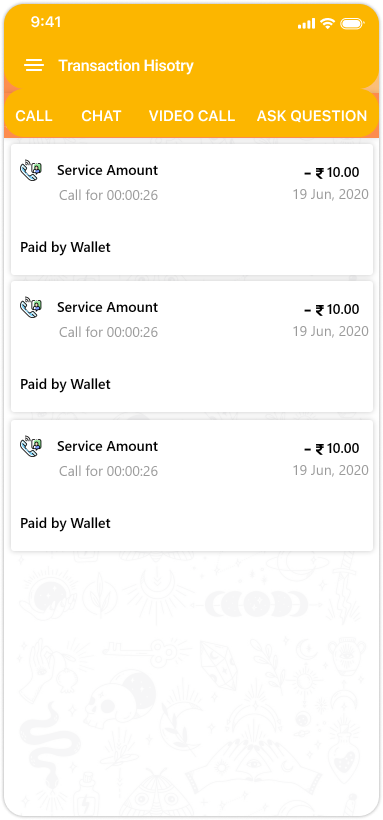 9:41
Transaction Hisotry
CALL CHAT VIDEO CALL ASK QUESTION
Service Amount - ₹ 10.00
Call for 00:00:26 19 Jun, 2020
Paid by Wallet
Service Amount - ₹ 10.00
Call for 00:00:26 19 Jun, 2020
Paid by Wallet
Service Amount - ₹ 10.00
Call for 00:00:26 19 Jun, 2020
Paid by Wallet